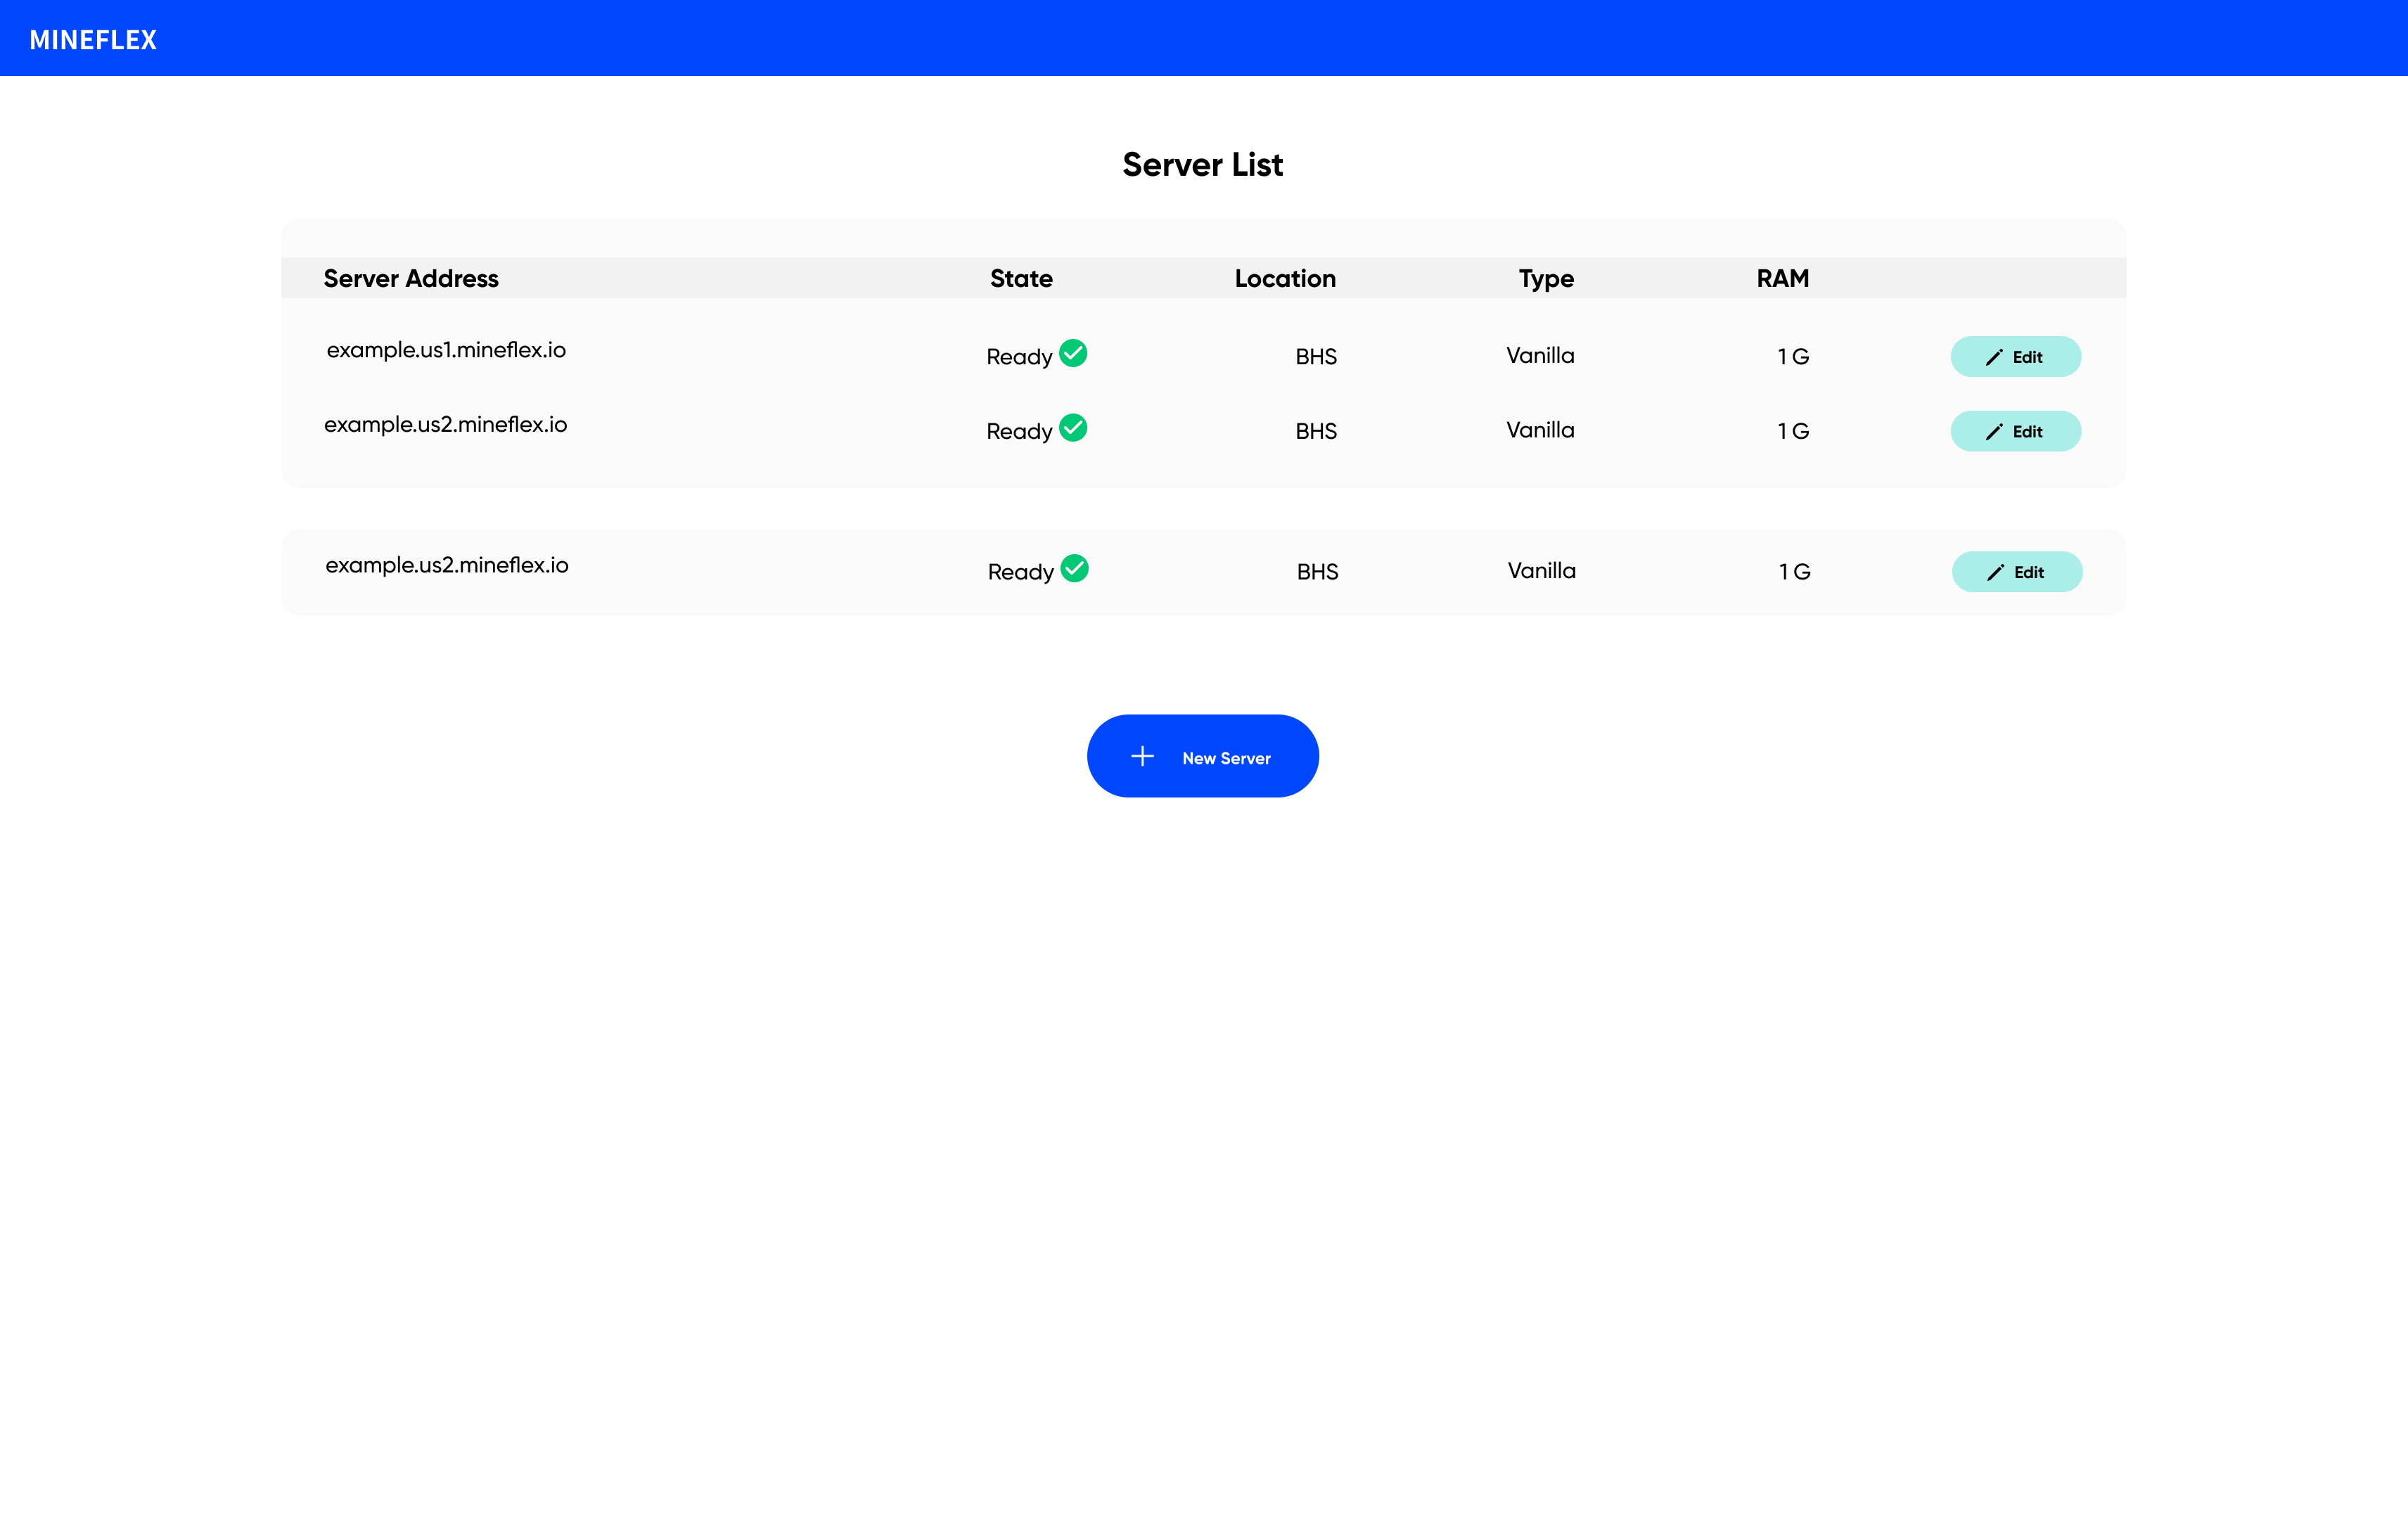 MINEFLEX
Server List
Server Address State Location Type RAM
example.us1.mineflex.io Ready BHS Vanilla 1 G Edit
example.us2.mineflex.io Ready BHS Vanilla 1 G Edit
example.us2.mineflex.io Ready BHS Vanilla 1 G Edit
New Server